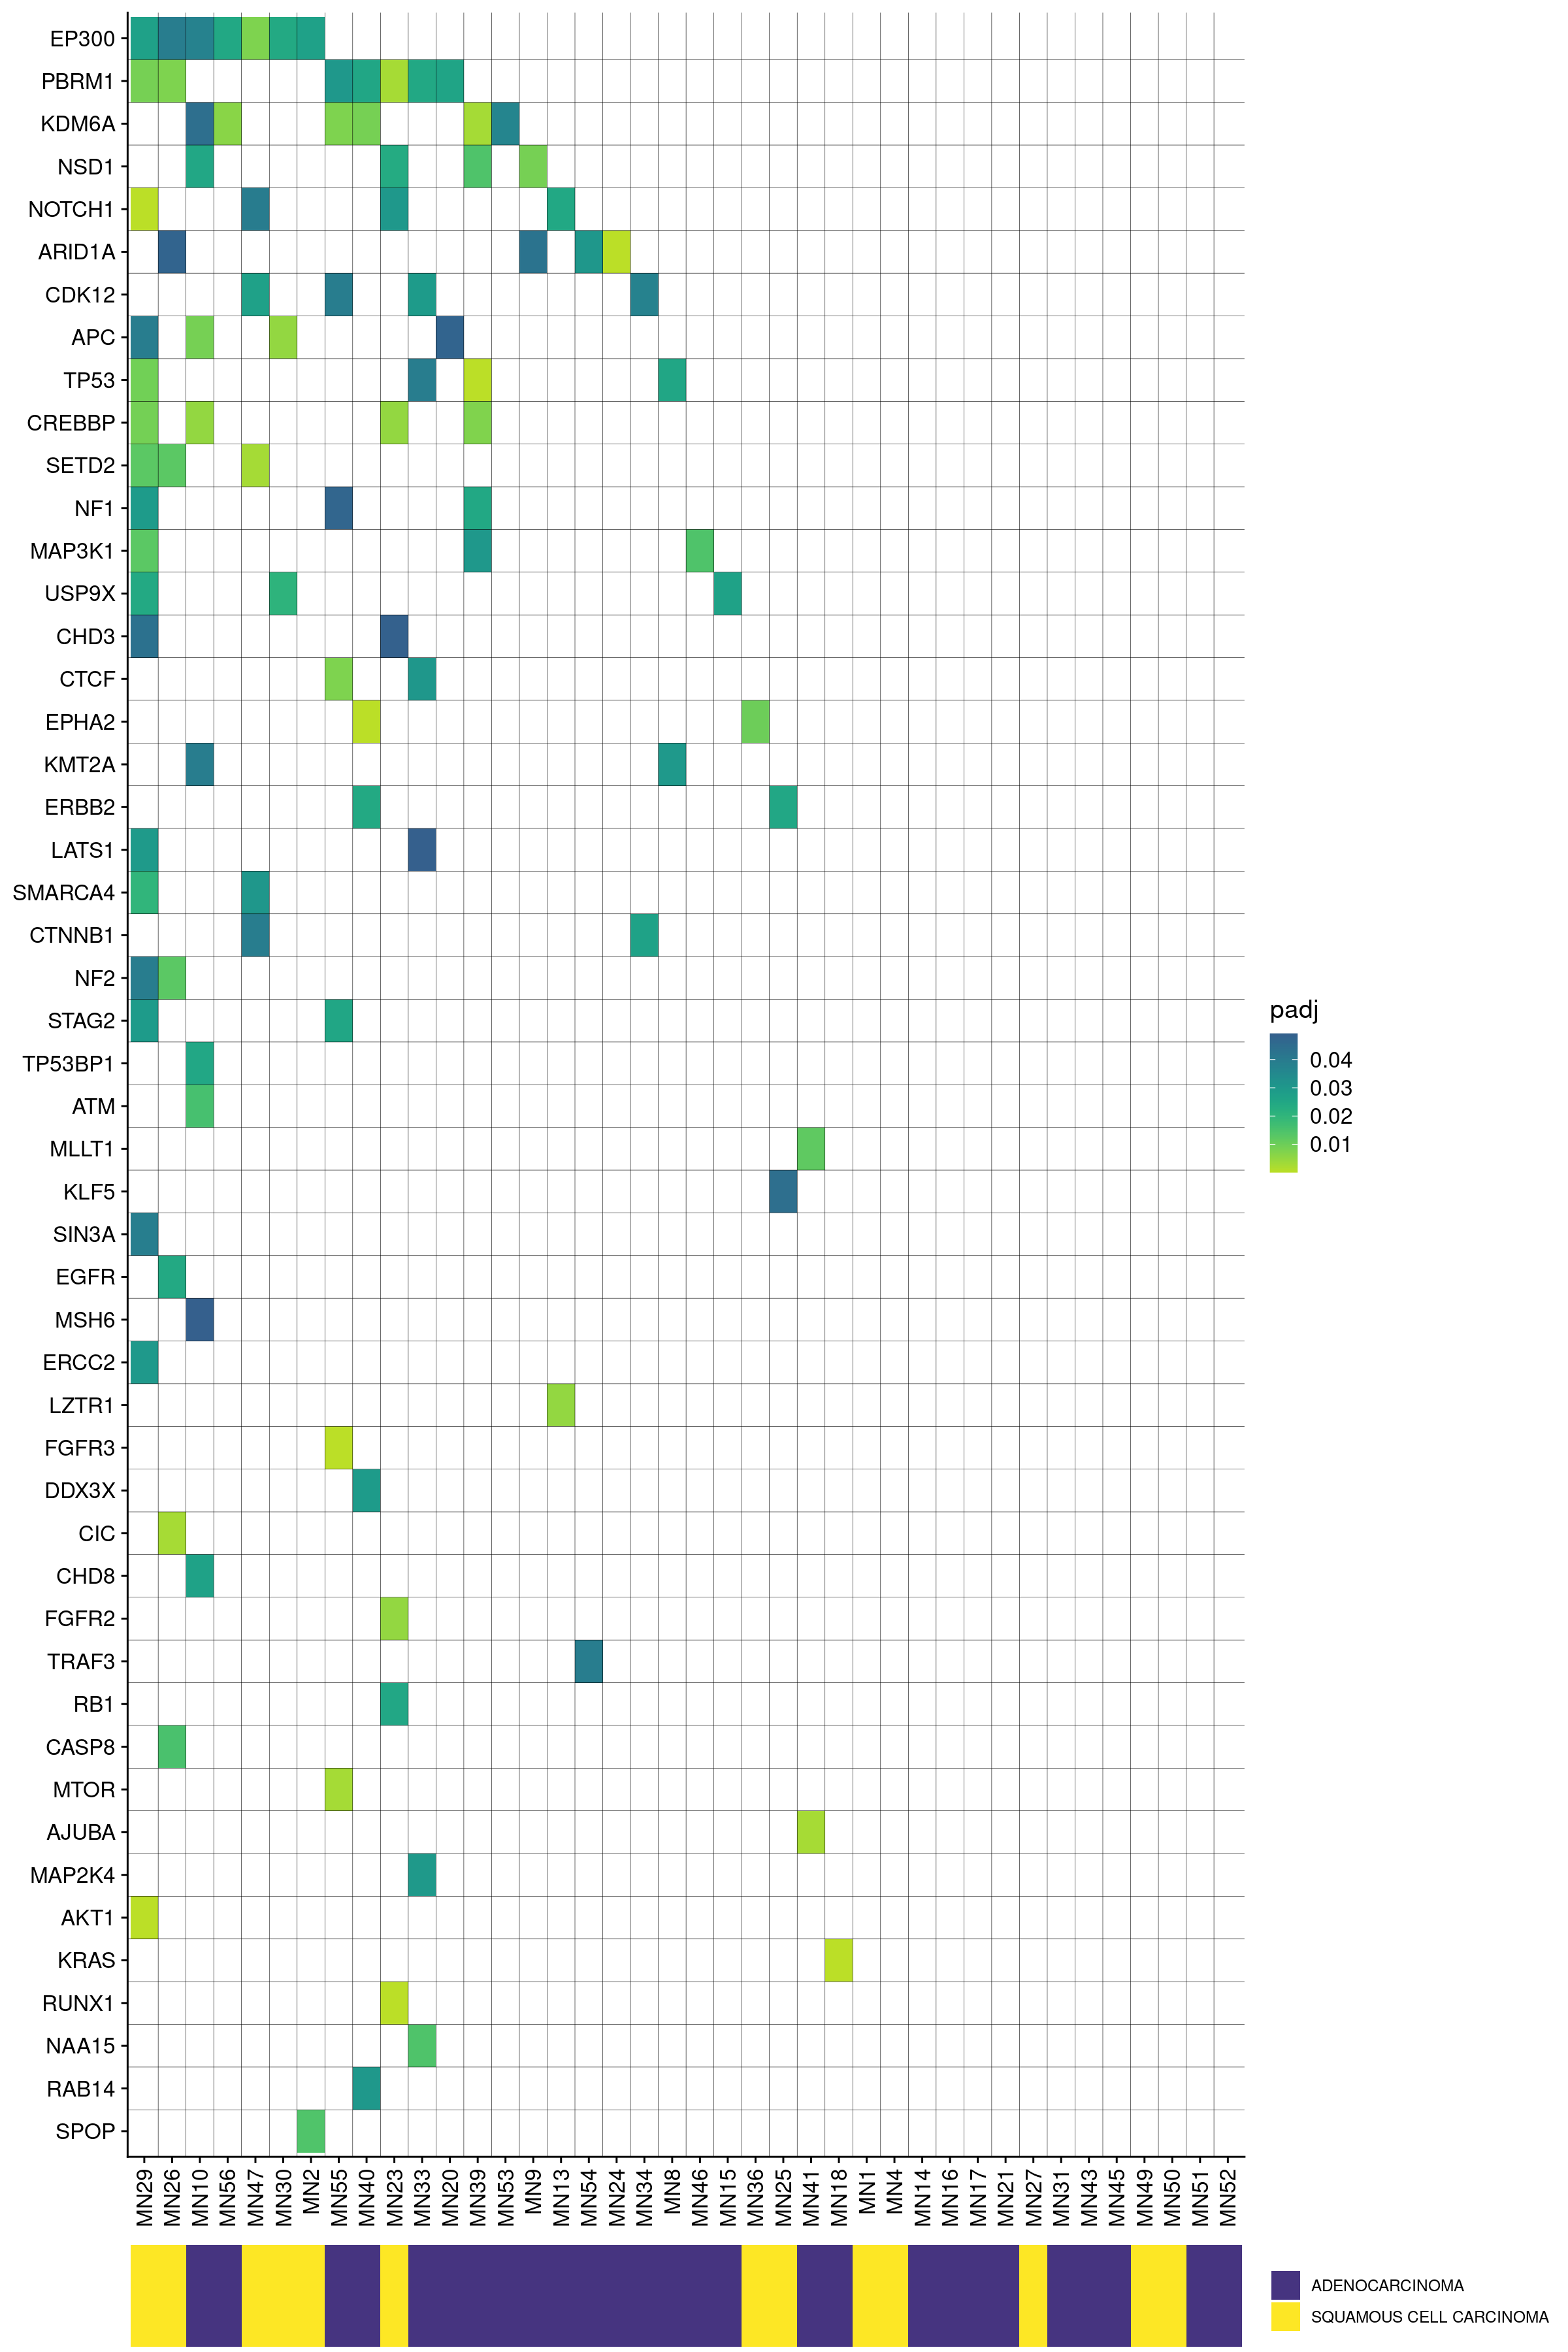 EP300
PBRM1
KDM6A
NSD1
NOTCH1
ARID1A
CDK12
APC
TP53
CREBBP
SETD2
NF1
MAP3K1
USP9X
CHD3
CTCF
EPHA2
KMT2A
ERBB2
LATS1
SMARCA4
CTNNB1
NF2
STAG2
TP53BP1
ATM
MLLT1
KLF5
SIN3A
EGFR
MSH6
ERCC2
LZTR1
FGFR3
DDX3X
CIC
CHD8
FGFR2
TRAF3
RB1
CASP8
MTOR
AJUBA
MAP2K4
AKT1
KRAS
RUNX1
NAA15
RAB14
SPOP
MN29
MN26
MN10
MN56
MN47
MN30
MN2
MN55
MN40
MN23
MN33
MN20
MN39
MN53
MN9
MN13
MN54
MN24
MN34
MN8
MN46
MN15
MN36
MN25
MN41
MN18
MN1
MN4
MN14
MN16
MN17
MN21
MN27
MN31
MN43
MN45
MN49
MN50
MN51
MN52
padj
0.04
0.03
0.02
0.01
ADENOCARCINOMA
SQUAMOUS CELL CARCINOMA